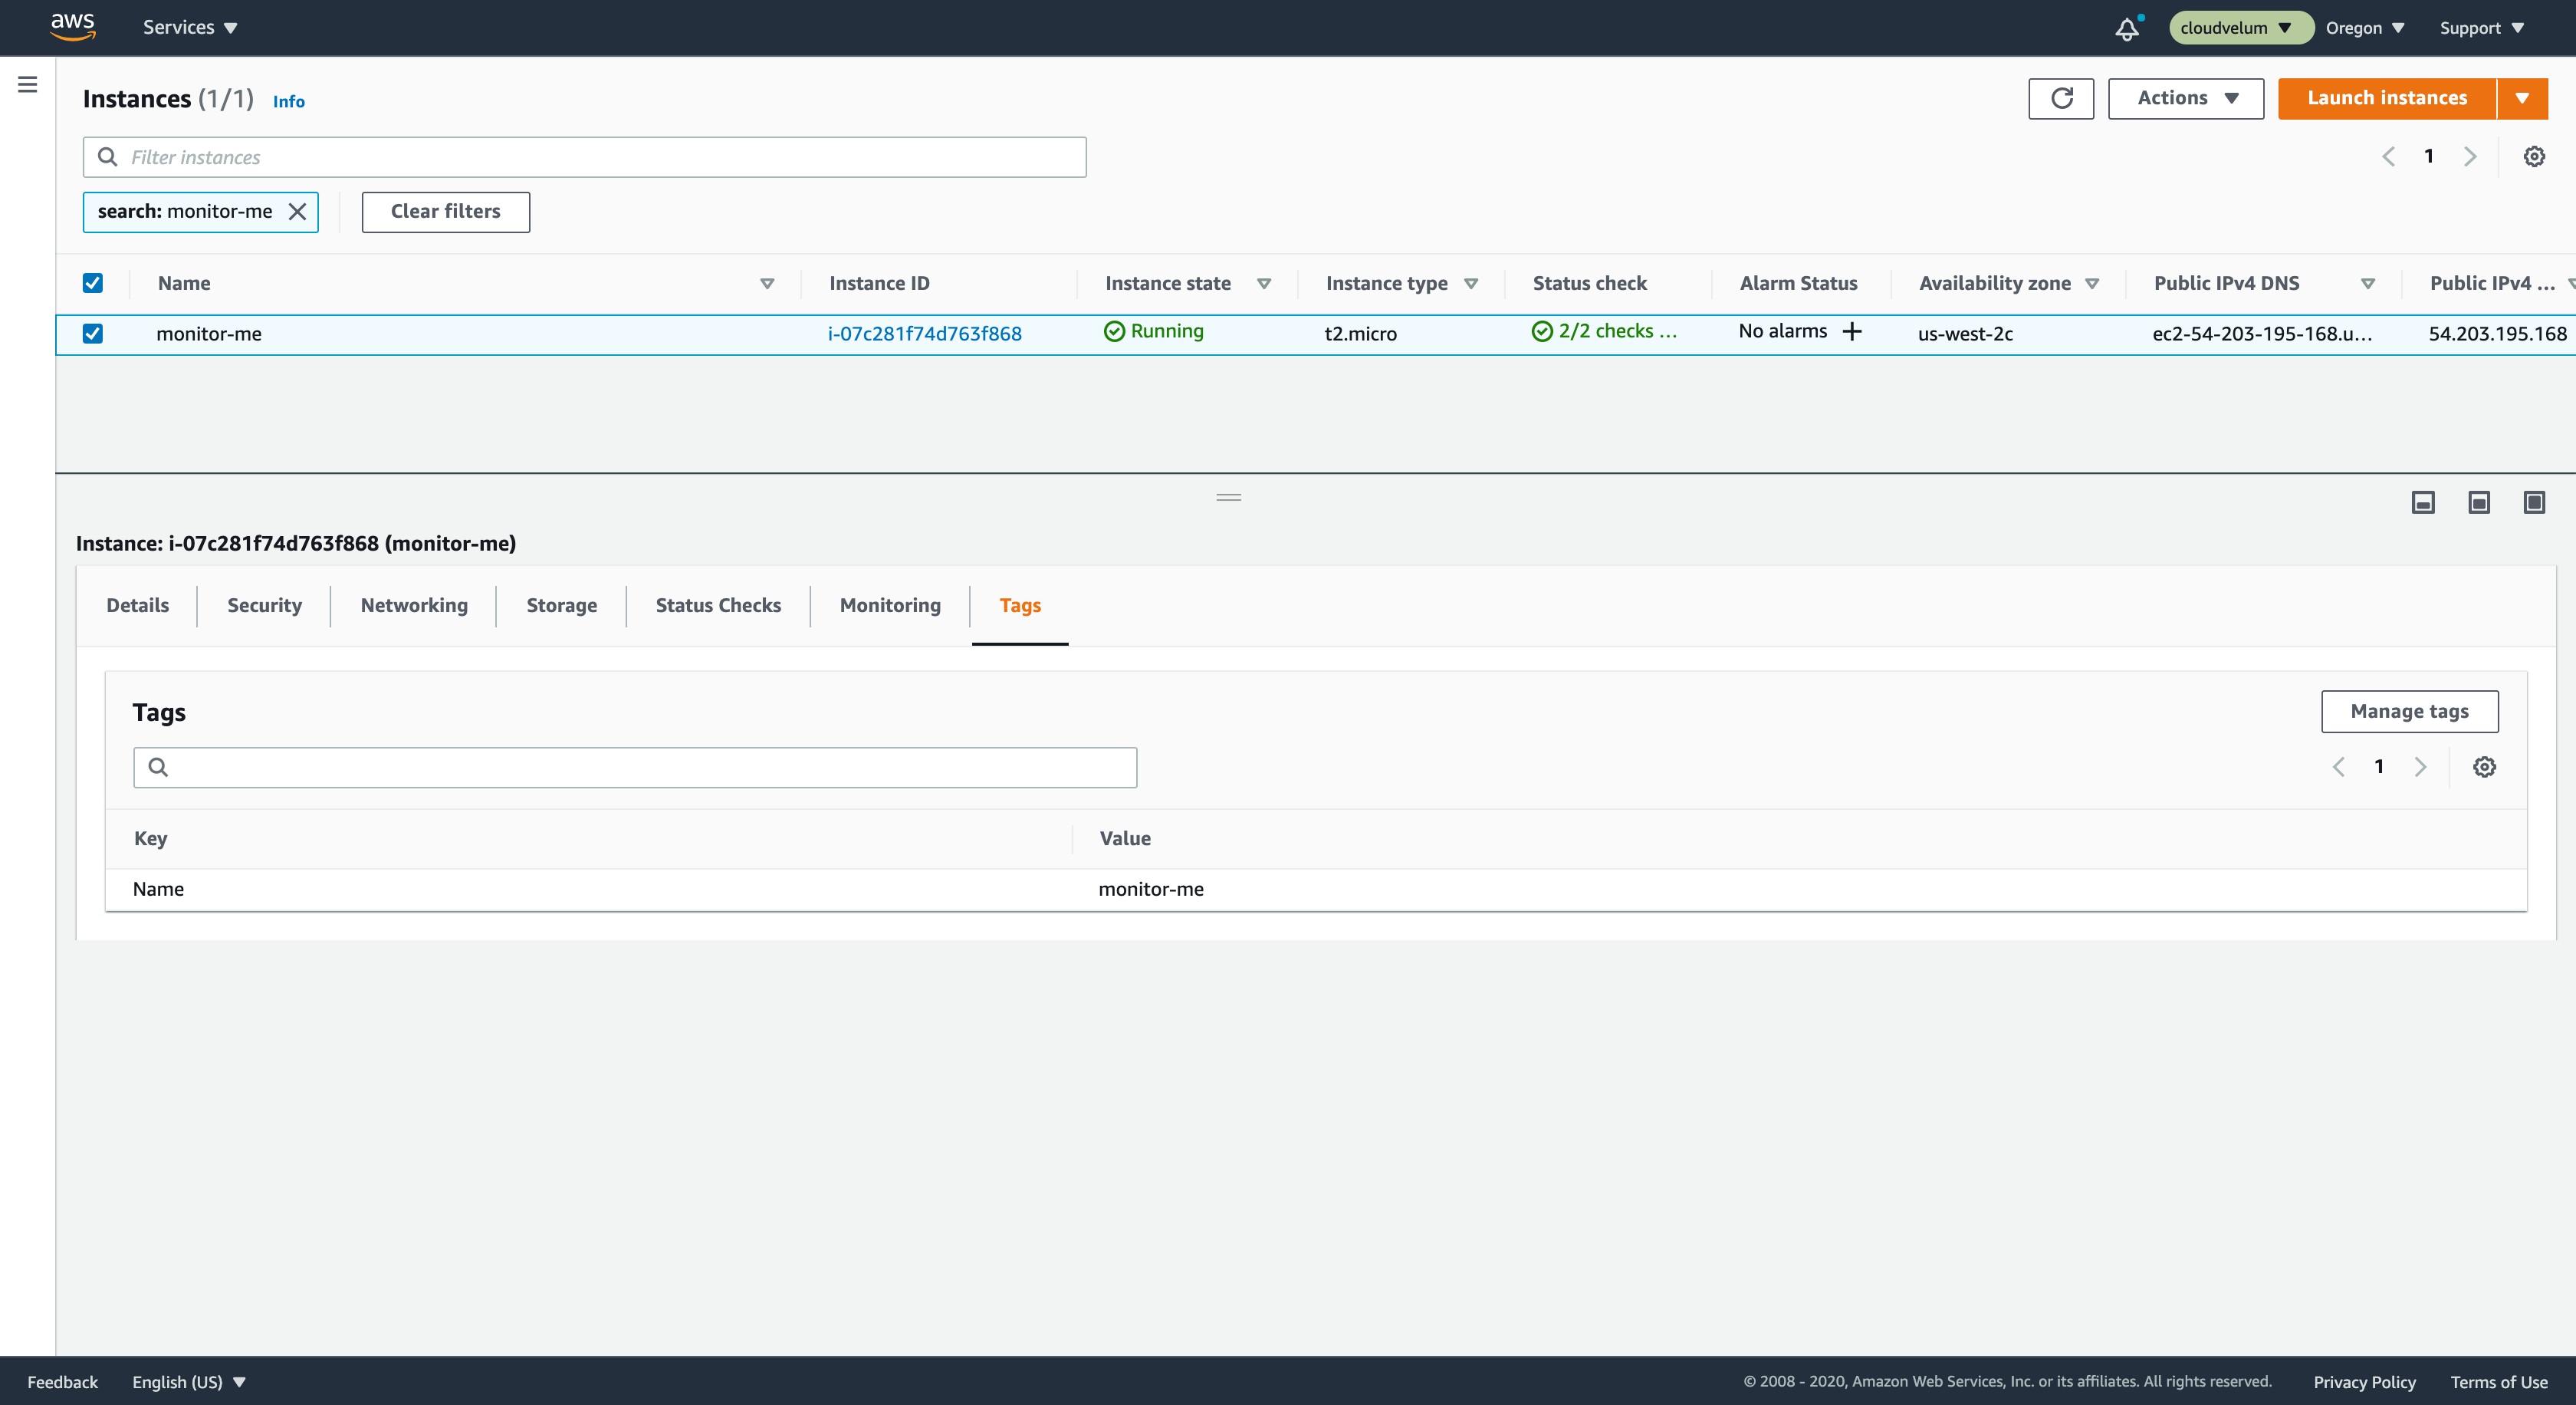 aws Services cloudvelum Oregon Support
Instances (1/1) Info Actions Launch instances
Filter instances 1
search: monitor-me Clear filters
Name Instance ID Instance state Instance type Status check Alarm Status Availability zone Public IPv4 DNS Public IPv4 ...
monitor-me i-07c281f74d763f868 Running t2.micro 2/2 checks ... No alarms us-west-2c ec2-54-203-195-168.u... 54.203.195.168
Instance: i-07c281f74d763f868 (monitor-me)
Details Security Networking Storage Status Checks Monitoring Tags
Tags Manage tags
1
Key Value
Name monitor-me
Feedback English (US) © 2008 - 2020, Amazon Web Services, Inc. or its affiliates. All rights reserved. Privacy Policy Terms of Use